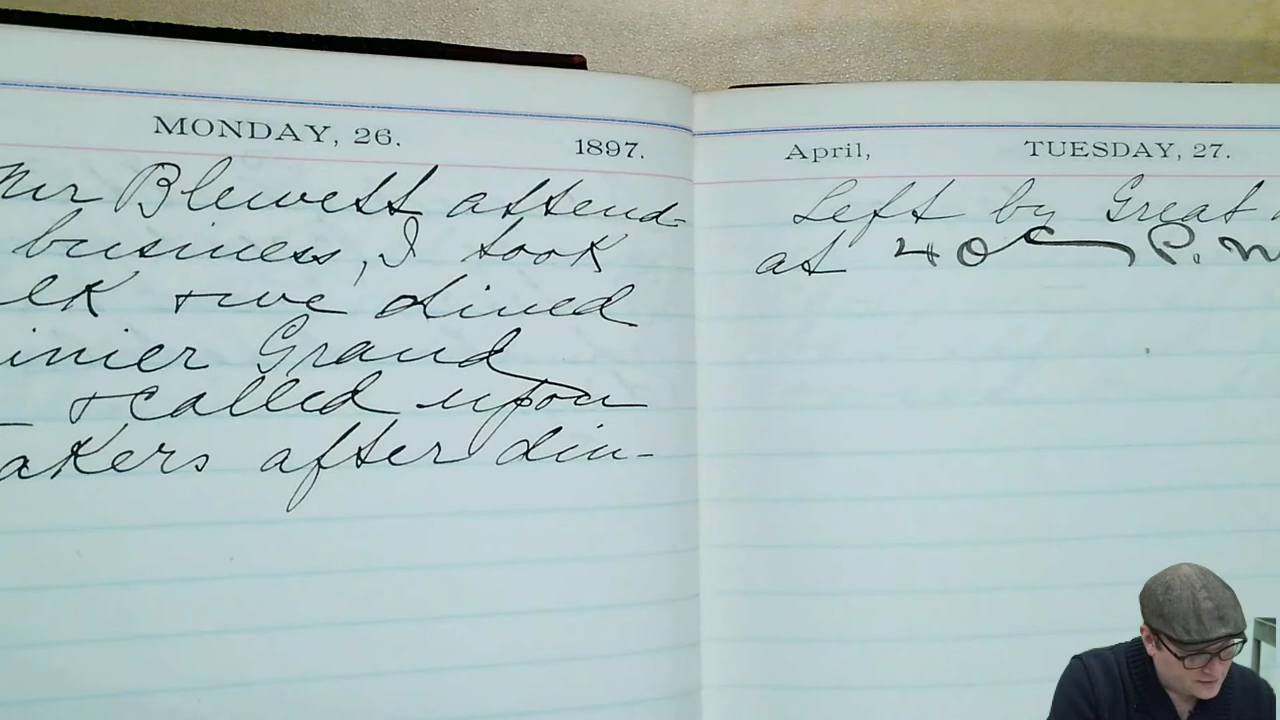 MONDAY, 26. 1897.
Mr Blewett attend-
business, I took
lk + we dined
inier Grand
+ called upon
akers after din-
April, TUESDAY, 27.
Left by Great
at 4 OC P. M